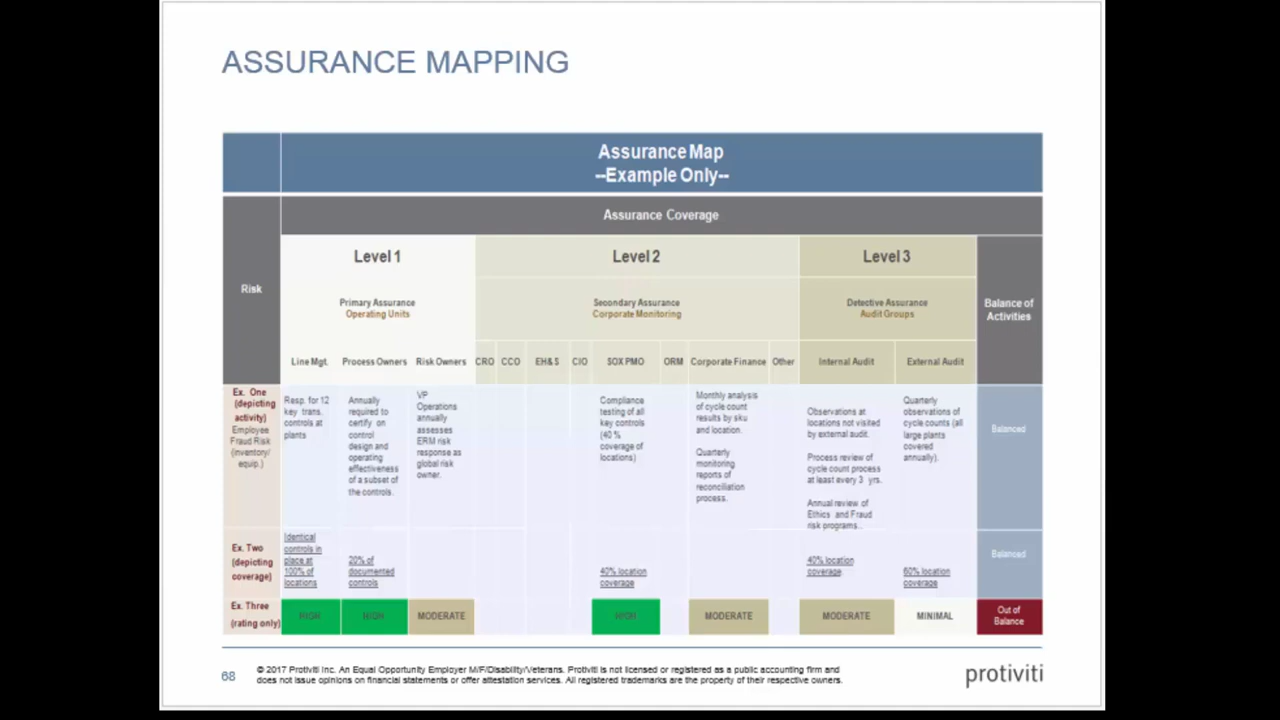 ASSURANCE MAPPING
Assurance Map
--Example Only--
Risk
Assurance Coverage
Level 1
Level 2
Level 3
Balance of
Activities
Primary Assurance
Operating Units
Secondary Assurance
Corporate Monitoring
Detective Assurance
Audit Groups
Line Mgt.
Process Owners
Risk Owners
CRO
CCO
EH&S
CIO
SOX PMO
ORM
Corporate Finance
Other
Internal Audit
External Audit
Ex. One
(depicting
activity)
Employee
Fraud Risk
(inventory/
equip.)
Resp. for 12
key trans.
controls at
plants
Annually
required to
certify on
control
design and
operating
effectiveness
of a subset of
the controls.
VP
Operations
annually
assesses
ERM risk
response as
global risk
owner.
Compliance
testing of all
key controls
(40 %
coverage of
locations)
Monthly analysis
of cycle count
results by sku
and location.
Quarterly
monitoring
reports of
reconciliation
process.
Observations at
locations not visited
by external audit.
Process review of
cycle count process
at least every 3 yrs.
Annual review of
Ethics and Fraud
risk programs..
Quarterly
observations of
cycle counts (all
large plants
covered
annually).
Balanced
Ex. Two
(depicting
coverage)
Identical
controls in
place at
100% of
locations
20% of
documented
controls
40% location
coverage
40% location
coverage
60% location
coverage
Balanced
Ex. Three
(rating only)
HIGH
HIGH
MODERATE
HIGH
MODERATE
MODERATE
MINIMAL
Out of
Balance
68
© 2017 Protiviti Inc. An Equal Opportunity Employer M/F/Disability/Veterans. Protiviti is not licensed or registered as a public accounting firm and
does not issue opinions on financial statements or offer attestation services. All registered trademarks are the property of their respective owners.
protiviti